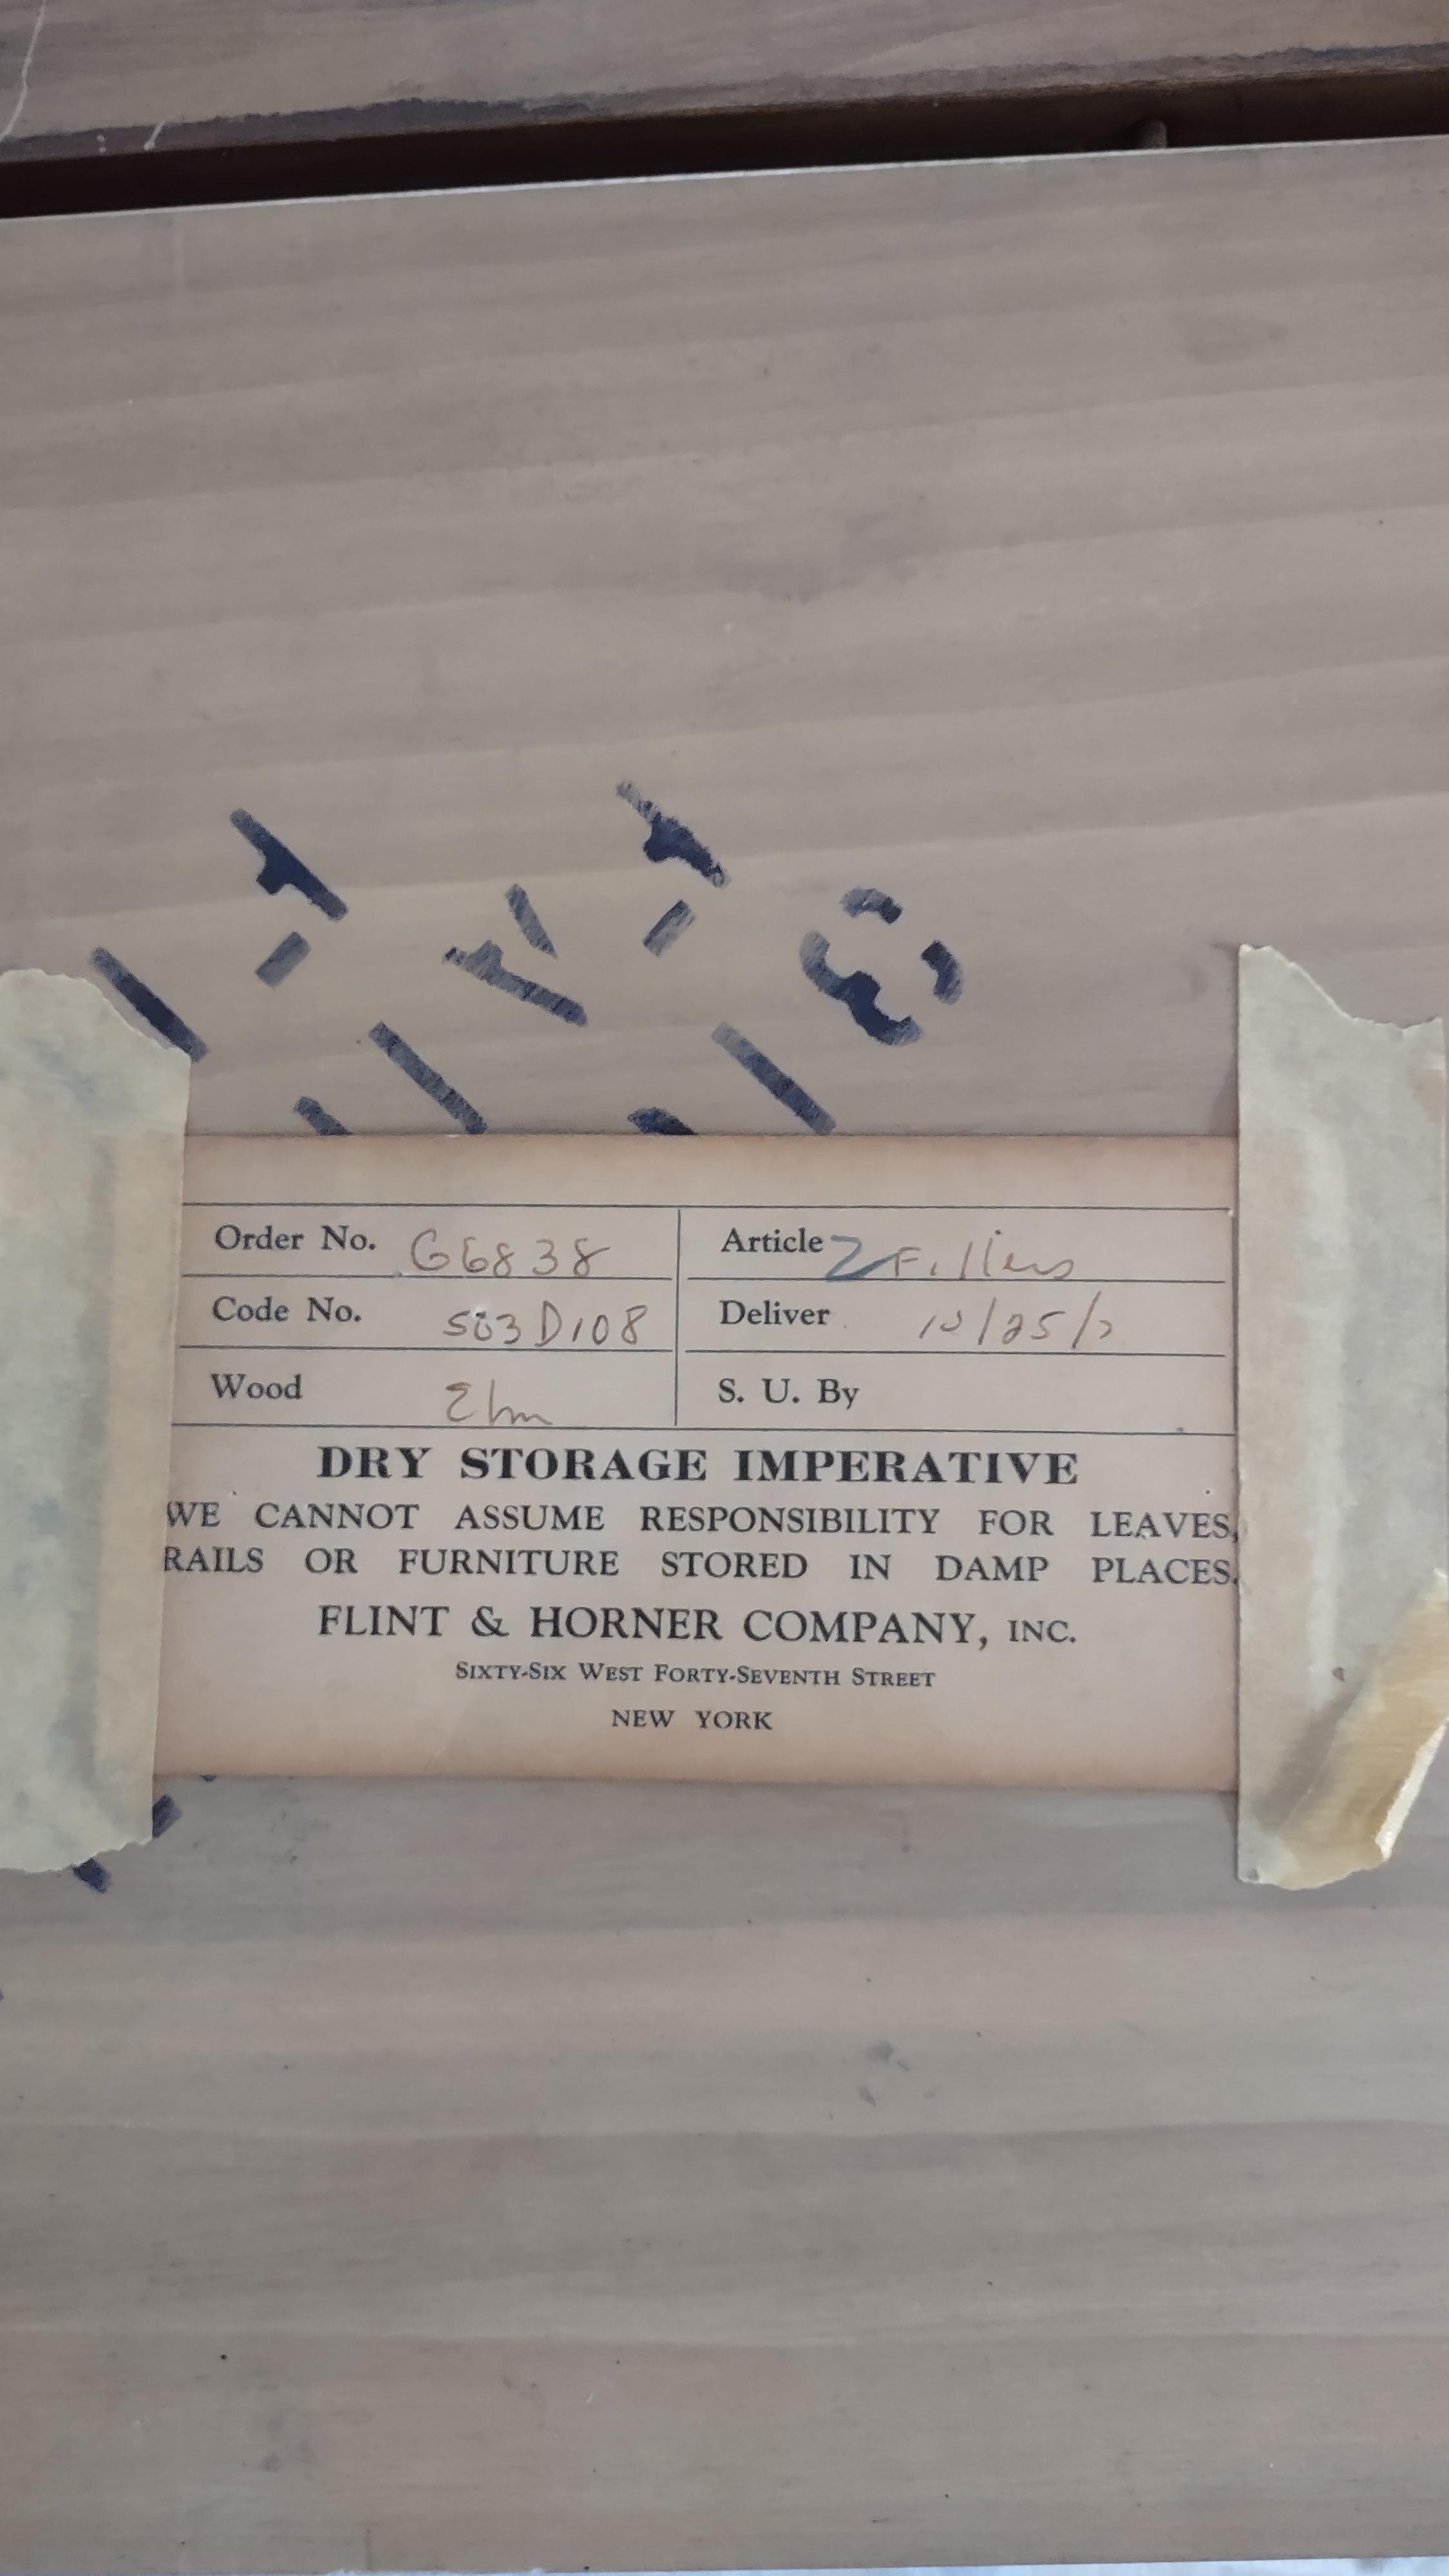 Order No. G6838 Article 2 Fillers
Code No. 503D108 Deliver 10/25/
Wood Elm S. U. By
DRY STORAGE IMPERATIVE
WE CANNOT ASSUME RESPONSIBILITY FOR LEAVES,
RAILS OR FURNITURE STORED IN DAMP PLACES.
FLINT & HORNER COMPANY, INC.
SIXTY-SIX WEST FORTY-SEVENTH STREET
NEW YORK